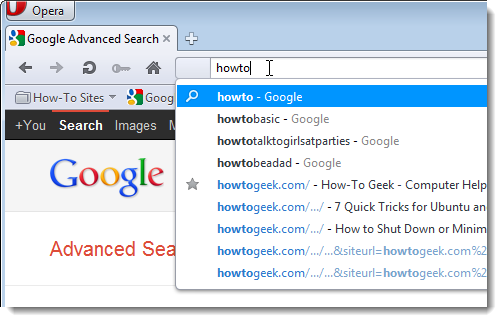 Opera
Google Advanced Search
howto
How-To Sites Goog
+You Search Images M
Google
Advanced Sea
howto - Google
howtobasic - Google
howtotalktogirlsatparties - Google
howtobeadad - Google
howtogeek.com/ - How-To Geek - Computer Help
howtogeek.com/.../ - 7 Quick Tricks for Ubuntu an
howtogeek.com/.../ - How to Shut Down or Minim
howtogeek.com/.../...&siteurl=howtogeek.com%2
howtogeek.com/.../...&siteurl=howtogeek.com%2